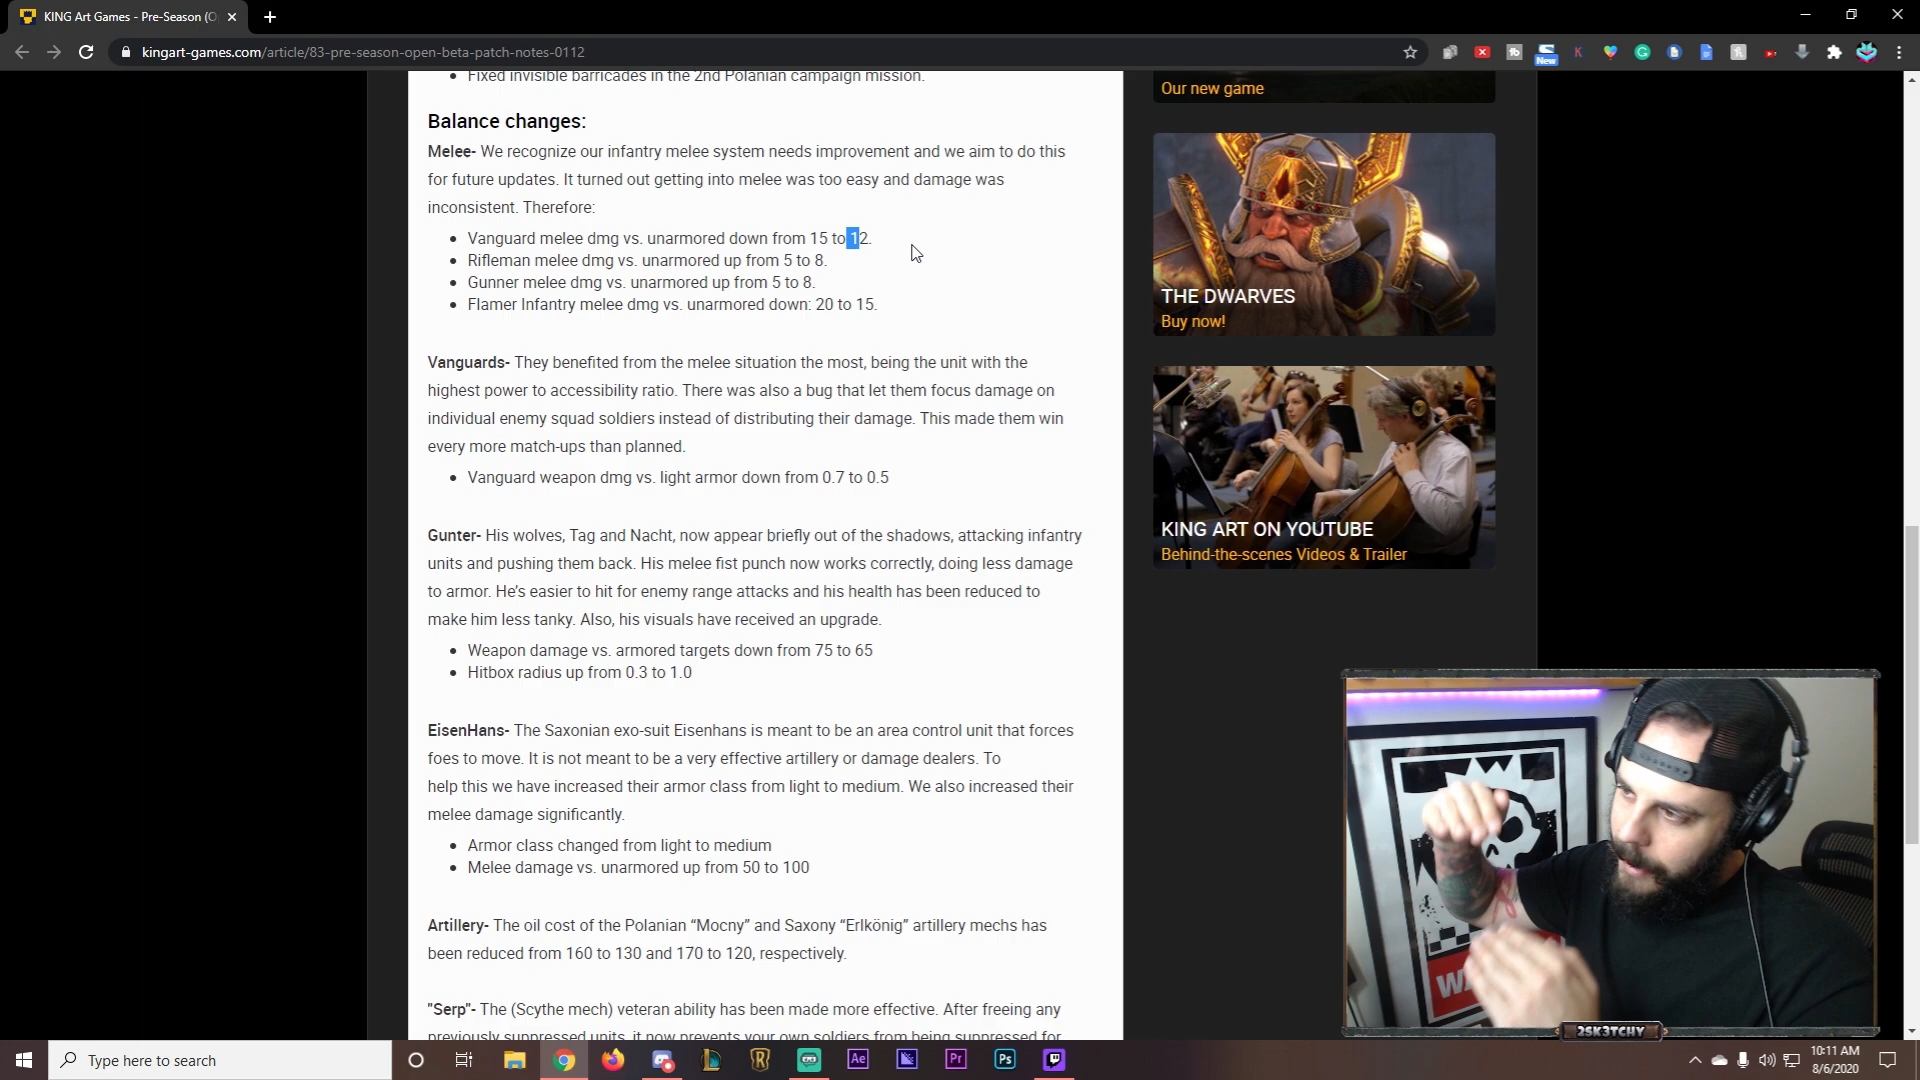 KING Art Games - Pre-Season (O
kingart-games.com/article/83-pre-season-open-beta-patch-notes-0112
New
Fixed invisible barricades in the 2nd Polanian campaign mission.
Balance changes:
Melee- We recognize our infantry melee system needs improvement and we aim to do this
for future updates. It turned out getting into melee was too easy and damage was
inconsistent. Therefore:
Vanguard melee dmg vs. unarmored down from 15 to 12.
Rifleman melee dmg vs. unarmored up from 5 to 8.
Gunner melee dmg vs. unarmored up from 5 to 8.
Flamer Infantry melee dmg vs. unarmored down: 20 to 15.
Vanguards- They benefited from the melee situation the most, being the unit with the
highest power to accessibility ratio. There was also a bug that let them focus damage on
individual enemy squad soldiers instead of distributing their damage. This made them win
every more match-ups than planned.
Vanguard weapon dmg vs. light armor down from 0.7 to 0.5
Gunter- His wolves, Tag and Nacht, now appear briefly out of the shadows, attacking infantry
units and pushing them back. His melee fist punch now works correctly, doing less damage
to armor. He's easier to hit for enemy range attacks and his health has been reduced to
make him less tanky. Also, his visuals have received an upgrade.
Weapon damage vs. armored targets down from 75 to 65
Hitbox radius up from 0.3 to 1.0
EisenHans- The Saxonian exo-suit Eisenhans is meant to be an area control unit that forces
foes to move. It is not meant to be a very effective artillery or damage dealers. To
help this we have increased their armor class from light to medium. We also increased their
melee damage significantly.
Armor class changed from light to medium
Melee damage vs. unarmored up from 50 to 100
Artillery- The oil cost of the Polanian “Mocny” and Saxony “Erlkönig” artillery mechs has
been reduced from 160 to 130 and 170 to 120, respectively.
"Serp"- The (Scythe mech) veteran ability has been made more effective. After freeing any
previously suppressed units, it now prevents your own soldiers from being suppressed for
Our new game
THE DWARVES
Buy now!
KING ART ON YOUTUBE
Behind-the-scenes Videos & Trailer
2SK3TCHY
Type here to search
Ae
Pr
Ps
10:11 AM
8/6/2020